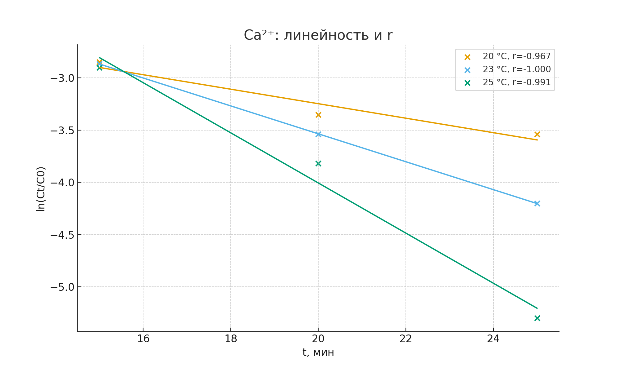 Ca²⁺: линейность и r
20 °C, r=-0.967
23 °C, r=-1.000
25 °C, r=-0.991
ln(Ct/C0)
−3.0
−3.5
−4.0
−4.5
−5.0
16
18
20
22
24
t, мин